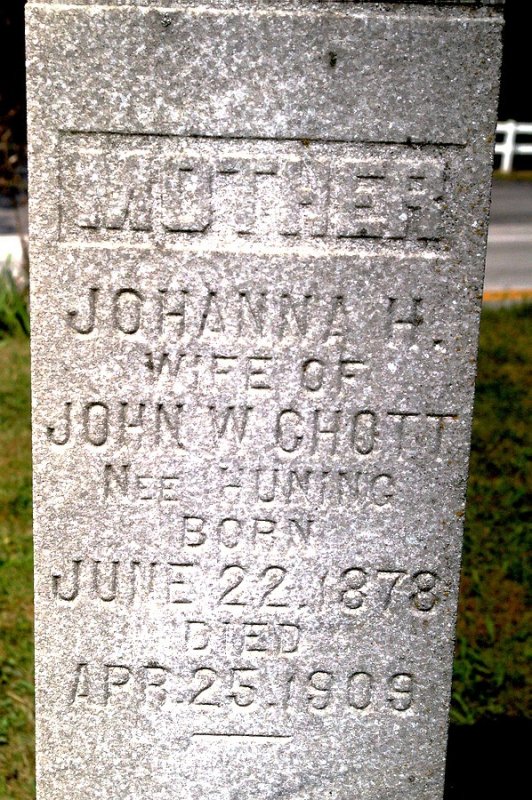 MOTHER
JOHANNA H.
WIFE OF
JOHN W. CHOTT
NEE HUNING
BORN
JUNE 22. 1878
DIED
APR. 25. 1909